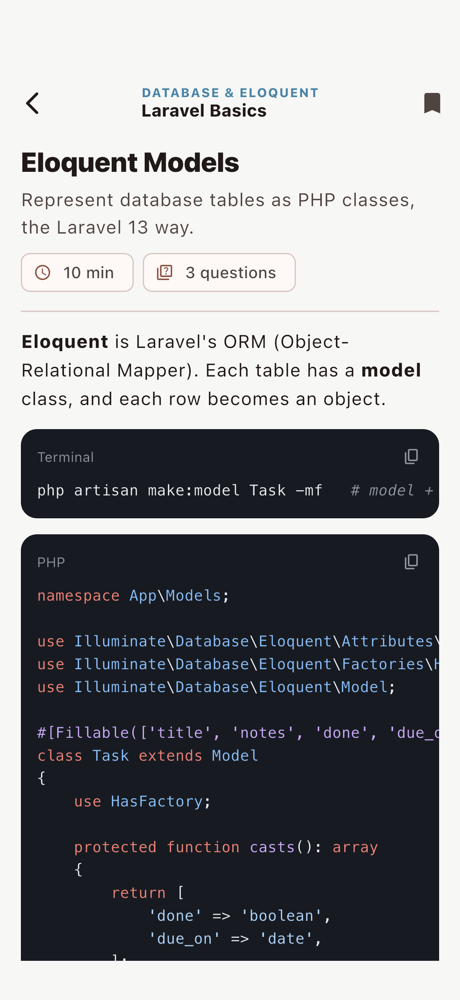 DATABASE & ELOQUENT
Laravel Basics
Eloquent Models
Represent database tables as PHP classes,
the Laravel 13 way.
10 min
3 questions
Eloquent is Laravel's ORM (Object-
Relational Mapper). Each table has a model
class, and each row becomes an object.
Terminal
php artisan make:model Task -mf   # model +
PHP
namespace App\Models;
use Illuminate\Database\Eloquent\Attributes\
use Illuminate\Database\Eloquent\Factories\H
use Illuminate\Database\Eloquent\Model;
#[Fillable(['title', 'notes', 'done', 'due_o
class Task extends Model
{
    use HasFactory;
    protected function casts(): array
    {
        return [
            'done' => 'boolean',
            'due_on' => 'date',
        ];